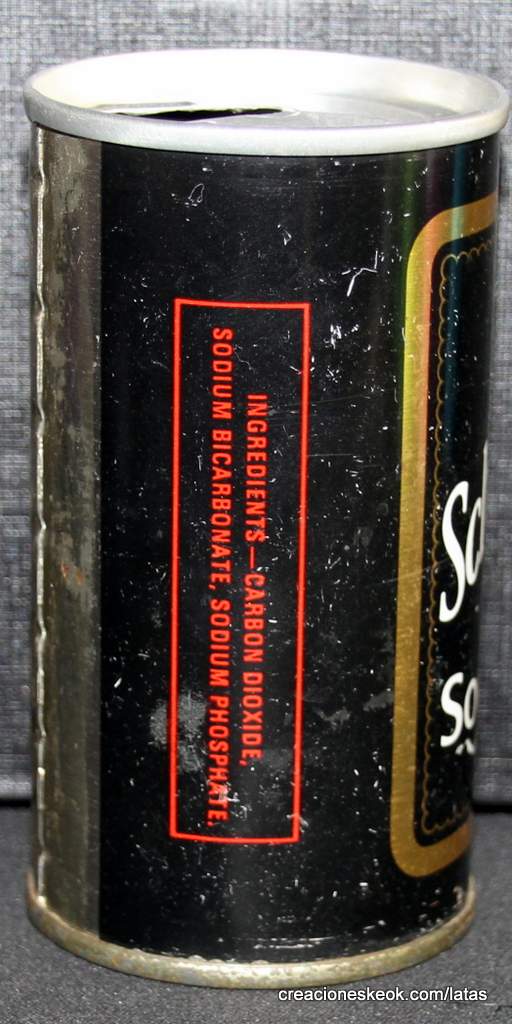 INGREDIENTS—CARBON DIOXIDE,
SODIUM BICARBONATE, SODIUM PHOSPHATE.
creacioneskeok.com/latas